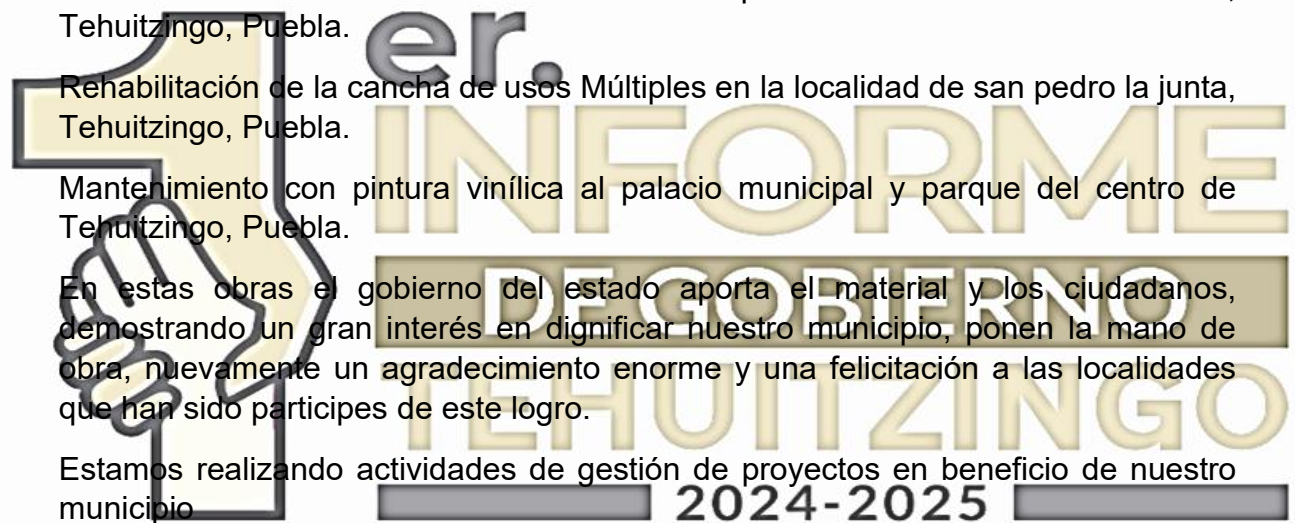 Tehuitzingo, Puebla.
Rehabilitación de la cancha de usos Múltiples en la localidad de san pedro la junta,
Tehuitzingo, Puebla.
Mantenimiento con pintura vinílica al palacio municipal y parque del centro de
Tehuitzingo, Puebla.
En estas obras el gobierno del estado aporta el material y los ciudadanos,
demostrando un gran interés en dignificar nuestro municipio, ponen la mano de
obra, nuevamente un agradecimiento enorme y una felicitación a las localidades
que han sido participes de este logro.
Estamos realizando actividades de gestión de proyectos en beneficio de nuestro
municipio
1er.
INFORME
DE GOBIERNO
TEHUITZINGO
2024-2025